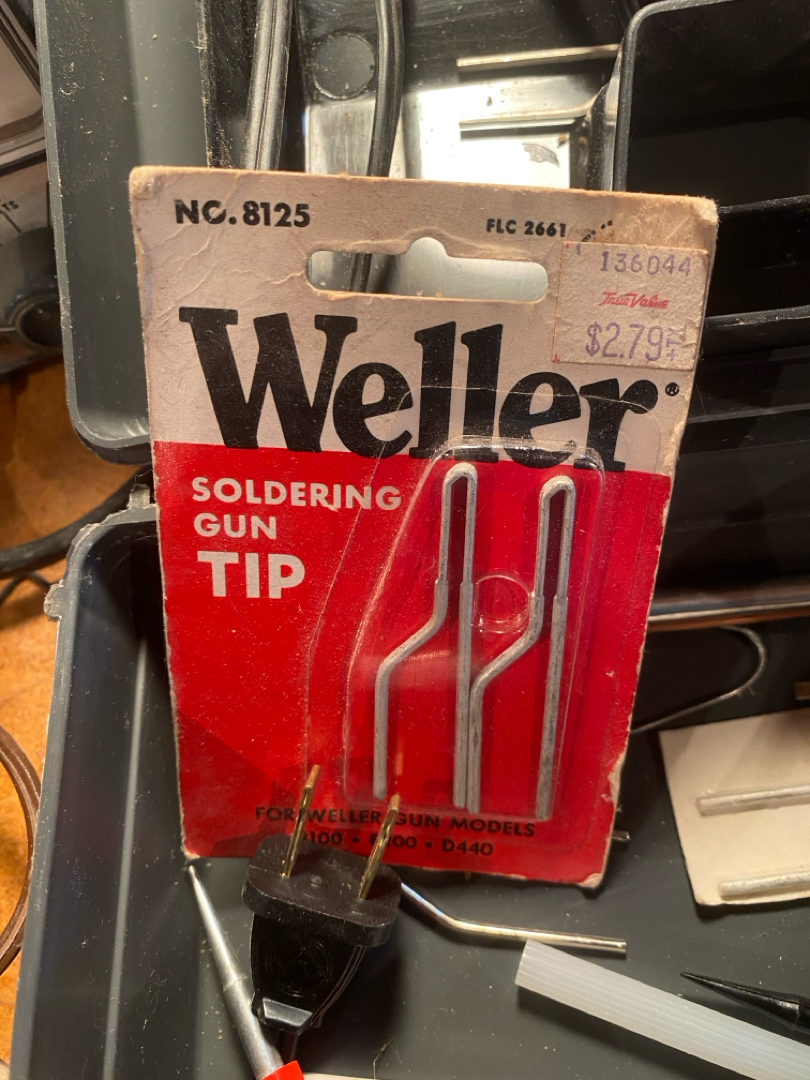 NO. 8125
FLC 2661
136044
True Value
$2.79
Weller®
SOLDERING
GUN
TIP
FOR WELLER GUN MODELS
D440